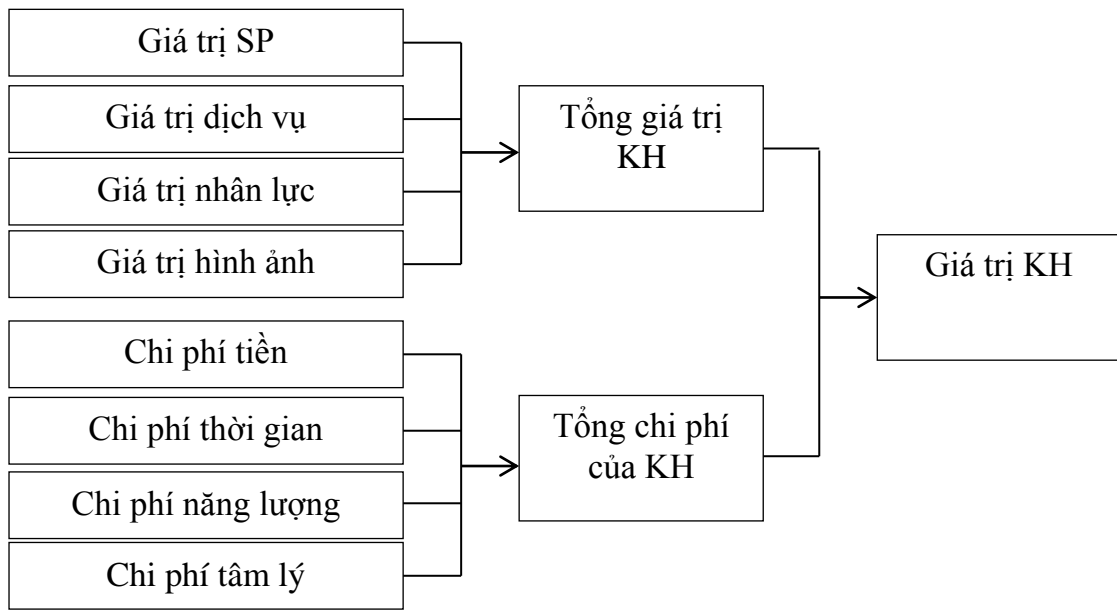 Giá trị SP
Giá trị dịch vụ
Giá trị nhân lực
Giá trị hình ảnh
Tổng giá trị
KH
Giá trị KH
Chi phí tiền
Chi phí thời gian
Chi phí năng lượng
Chi phí tâm lý
Tổng chi phí
của KH